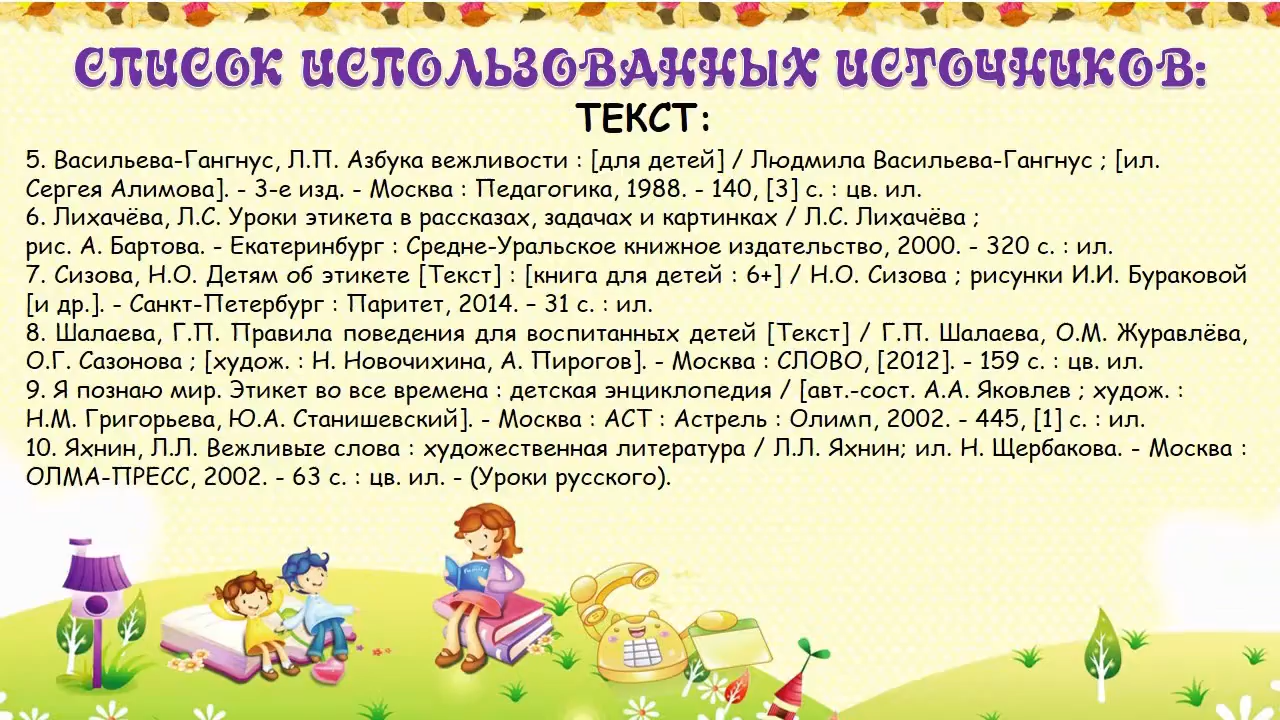 СПИСОК ИСПОЛЬЗОВАННЫХ ИСТОЧНИКОВ:
ТЕКСТ:
5. Васильева-Гангнус, Л.П. Азбука вежливости : [для детей] / Людмила Васильева-Гангнус ; [ил.
Сергея Алимова]. - 3-е изд. - Москва : Педагогика, 1988. - 140, [3] с. : цв. ил.
6. Лихачёва, Л.С. Уроки этикета в рассказах, задачах и картинках / Л.С. Лихачёва ;
рис. А. Бартова. - Екатеринбург : Средне-Уральское книжное издательство, 2000. - 320 с. : ил.
7. Сизова, Н.О. Детям об этикете [Текст] : [книга для детей : 6+] / Н.О. Сизова ; рисунки И.И. Бураковой
[и др.]. - Санкт-Петербург : Паритет, 2014. – 31 с. : ил.
8. Шалаева, Г.П. Правила поведения для воспитанных детей [Текст] / Г.П. Шалаева, О.М. Журавлёва,
О.Г. Сазонова ; [худож. : Н. Новочихина, А. Пирогов]. - Москва : СЛОВО, [2012]. - 159 с. : цв. ил.
9. Я познаю мир. Этикет во все времена : детская энциклопедия / [авт.-сост. А.А. Яковлев ; худож. :
Н.М. Григорьева, Ю.А. Станишевский]. - Москва : АСТ : Астрель : Олимп, 2002. - 445, [1] с. : ил.
10. Яхнин, Л.Л. Вежливые слова : художественная литература / Л.Л. Яхнин; ил. Н. Щербакова. - Москва :
ОЛМА-ПРЕСС, 2002. - 63 с. : цв. ил. - (Уроки русского).
Family